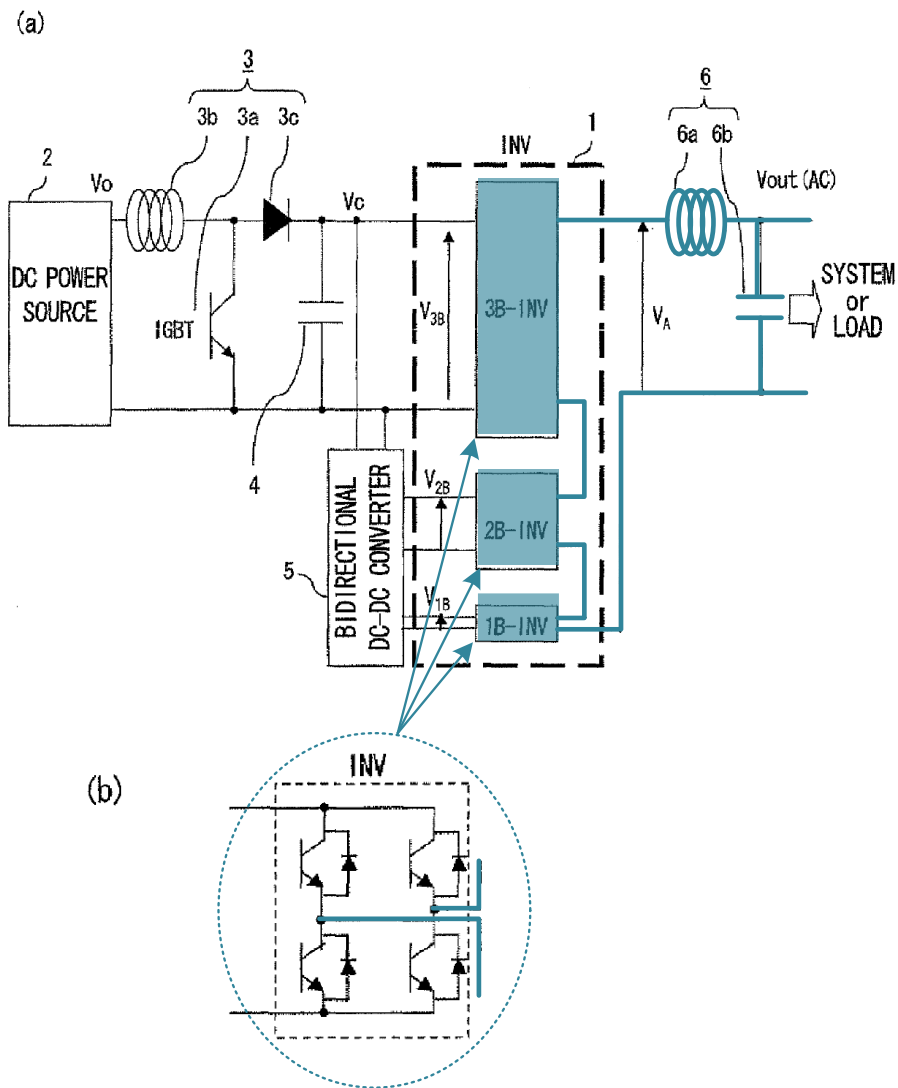 (a)
3
3b 3a 3c
6
6a 6b
1
INV
2
Vo
Vc
Vout(AC)
DC POWER
SOURCE
IGBT
V3B
3B-INV
VA
SYSTEM
or
LOAD
4
V2B
2B-INV
5
BIDIRECTIONAL
DC-DC CONVERTER
V1B
1B-INV
(b)
INV